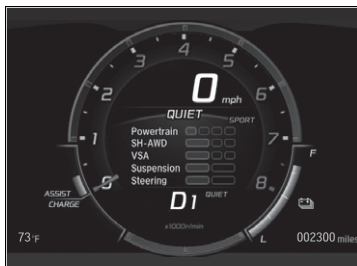 4
3
5
2
6
0 mph
QUIET
SPORT
1
7
Powertrain
SH-AWD
VSA
Suspension
Steering
F
0
8
ASSIST
CHARGE
D1 QUIET
x1000r/min
73°F
L
002300 miles